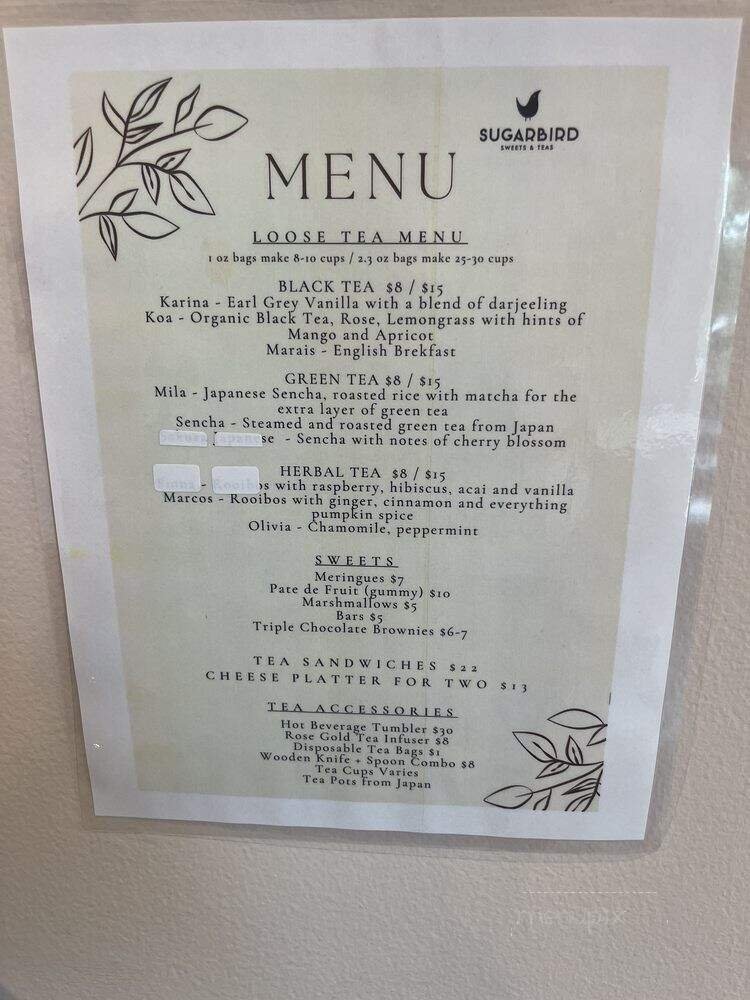 SUGARBIRD
SWEETS & TEAS
MENU
LOOSE TEA MENU
1 oz bags make 8-10 cups / 2.3 oz bags make 25-30 cups
BLACK TEA $8 / $15
Karina - Earl Grey Vanilla with a blend of darjeeling
Koa - Organic Black Tea, Rose, Lemongrass with hints of
Mango and Apricot
Marais - English Brekfast
GREEN TEA $8 / $15
Mila - Japanese Sencha, roasted rice with matcha for the
extra layer of green tea
Sencha - Steamed and roasted green tea from Japan
Sakura Japanese - Sencha with notes of cherry blossom
HERBAL TEA $8 / $15
- Rooibos with raspberry, hibiscus, acai and vanilla
Marcos - Rooibos with ginger, cinnamon and everything
pumpkin spice
Olivia - Chamomile, peppermint
SWEETS
Meringues $7
Pate de Fruit (gummy) $10
Marshmallows $5
Bars $5
Triple Chocolate Brownies $6-7
TEA SANDWICHES $22
CHEESE PLATTER FOR TWO $13
TEA ACCESSORIES
Hot Beverage Tumbler $30
Rose Gold Tea Infuser $8
Disposable Tea Bags $1
Wooden Knife + Spoon Combo $8
Tea Cups Varies
Tea Pots from Japan